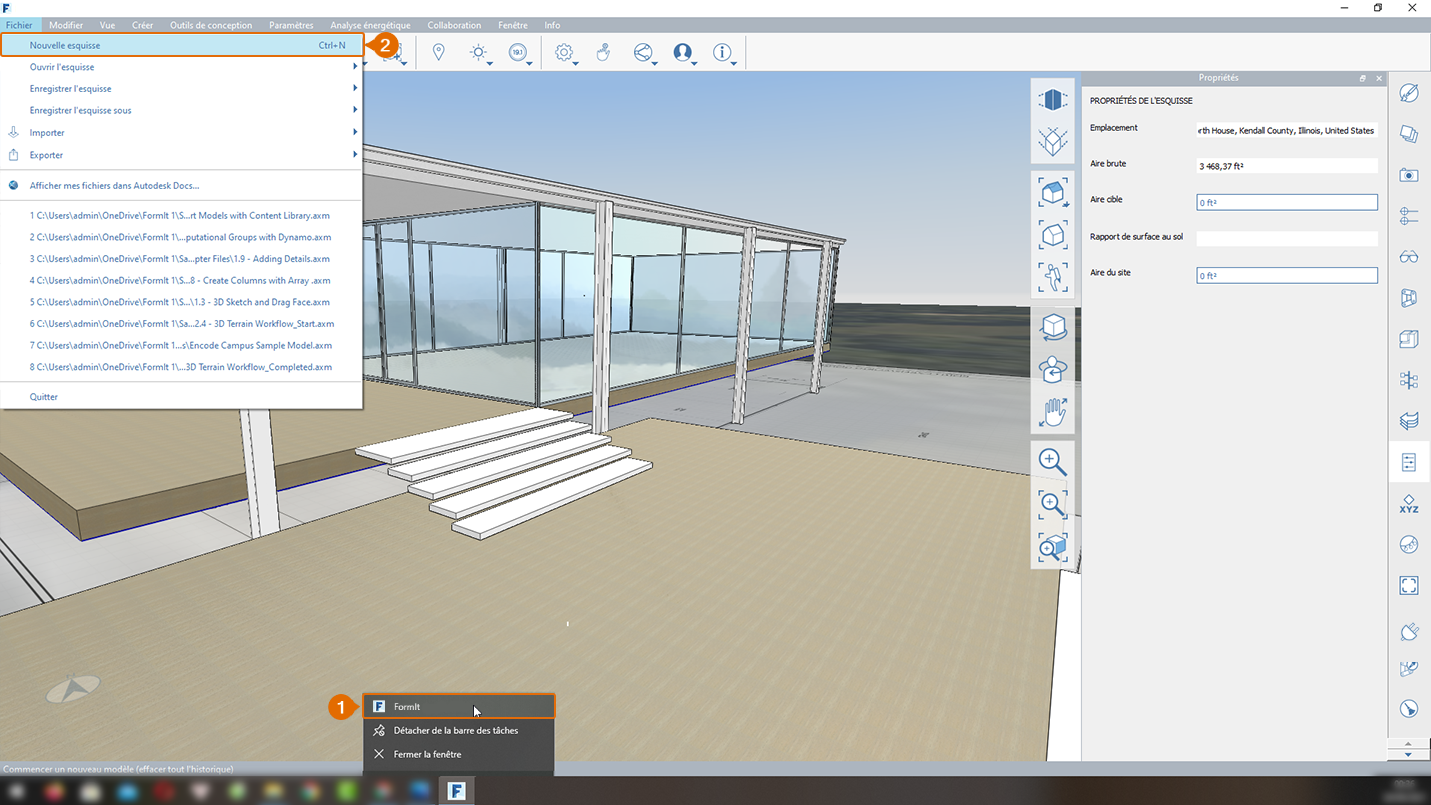 F
Fichier Modifier Vue Créer Outils de conception Paramètres Analyse énergétique Collaboration Fenêtre Info
Nouvelle esquisse Ctrl+N
2
19.1
Ouvrir l'esquisse
Enregistrer l'esquisse
Enregistrer l'esquisse sous
Importer
Exporter
Afficher mes fichiers dans Autodesk Docs...
1 C:\Users\admin\OneDrive\FormIt 1\S...rt Models with Content Library.axm
2 C:\Users\admin\OneDrive\FormIt 1\...putational Groups with Dynamo.axm
3 C:\Users\admin\OneDrive\FormIt 1\Sa...pter Files\1.9 - Adding Details.axm
4 C:\Users\admin\OneDrive\FormIt 1\S...8 - Create Columns with Array .axm
5 C:\Users\admin\OneDrive\FormIt 1\S...\1.3 - 3D Sketch and Drag Face.axm
6 C:\Users\admin\OneDrive\FormIt 1\Sa...2.4 - 3D Terrain Workflow_Start.axm
7 C:\Users\admin\OneDrive\FormIt 1...s\Encode Campus Sample Model.axm
8 C:\Users\admin\OneDrive\FormIt 1\...3D Terrain Workflow_Completed.axm
Quitter
Propriétés
PROPRIÉTÉS DE L'ESQUISSE
Emplacement rth House, Kendall County, Illinois, United States
Aire brute 3 468,37 ft²
Aire cible 0 ft²
Rapport de surface au sol
Aire du site 0 ft²
XYZ
1
F FormIt
Détacher de la barre des tâches
Fermer la fenêtre
Commencer un nouveau modèle (effacer tout l'historique)
F